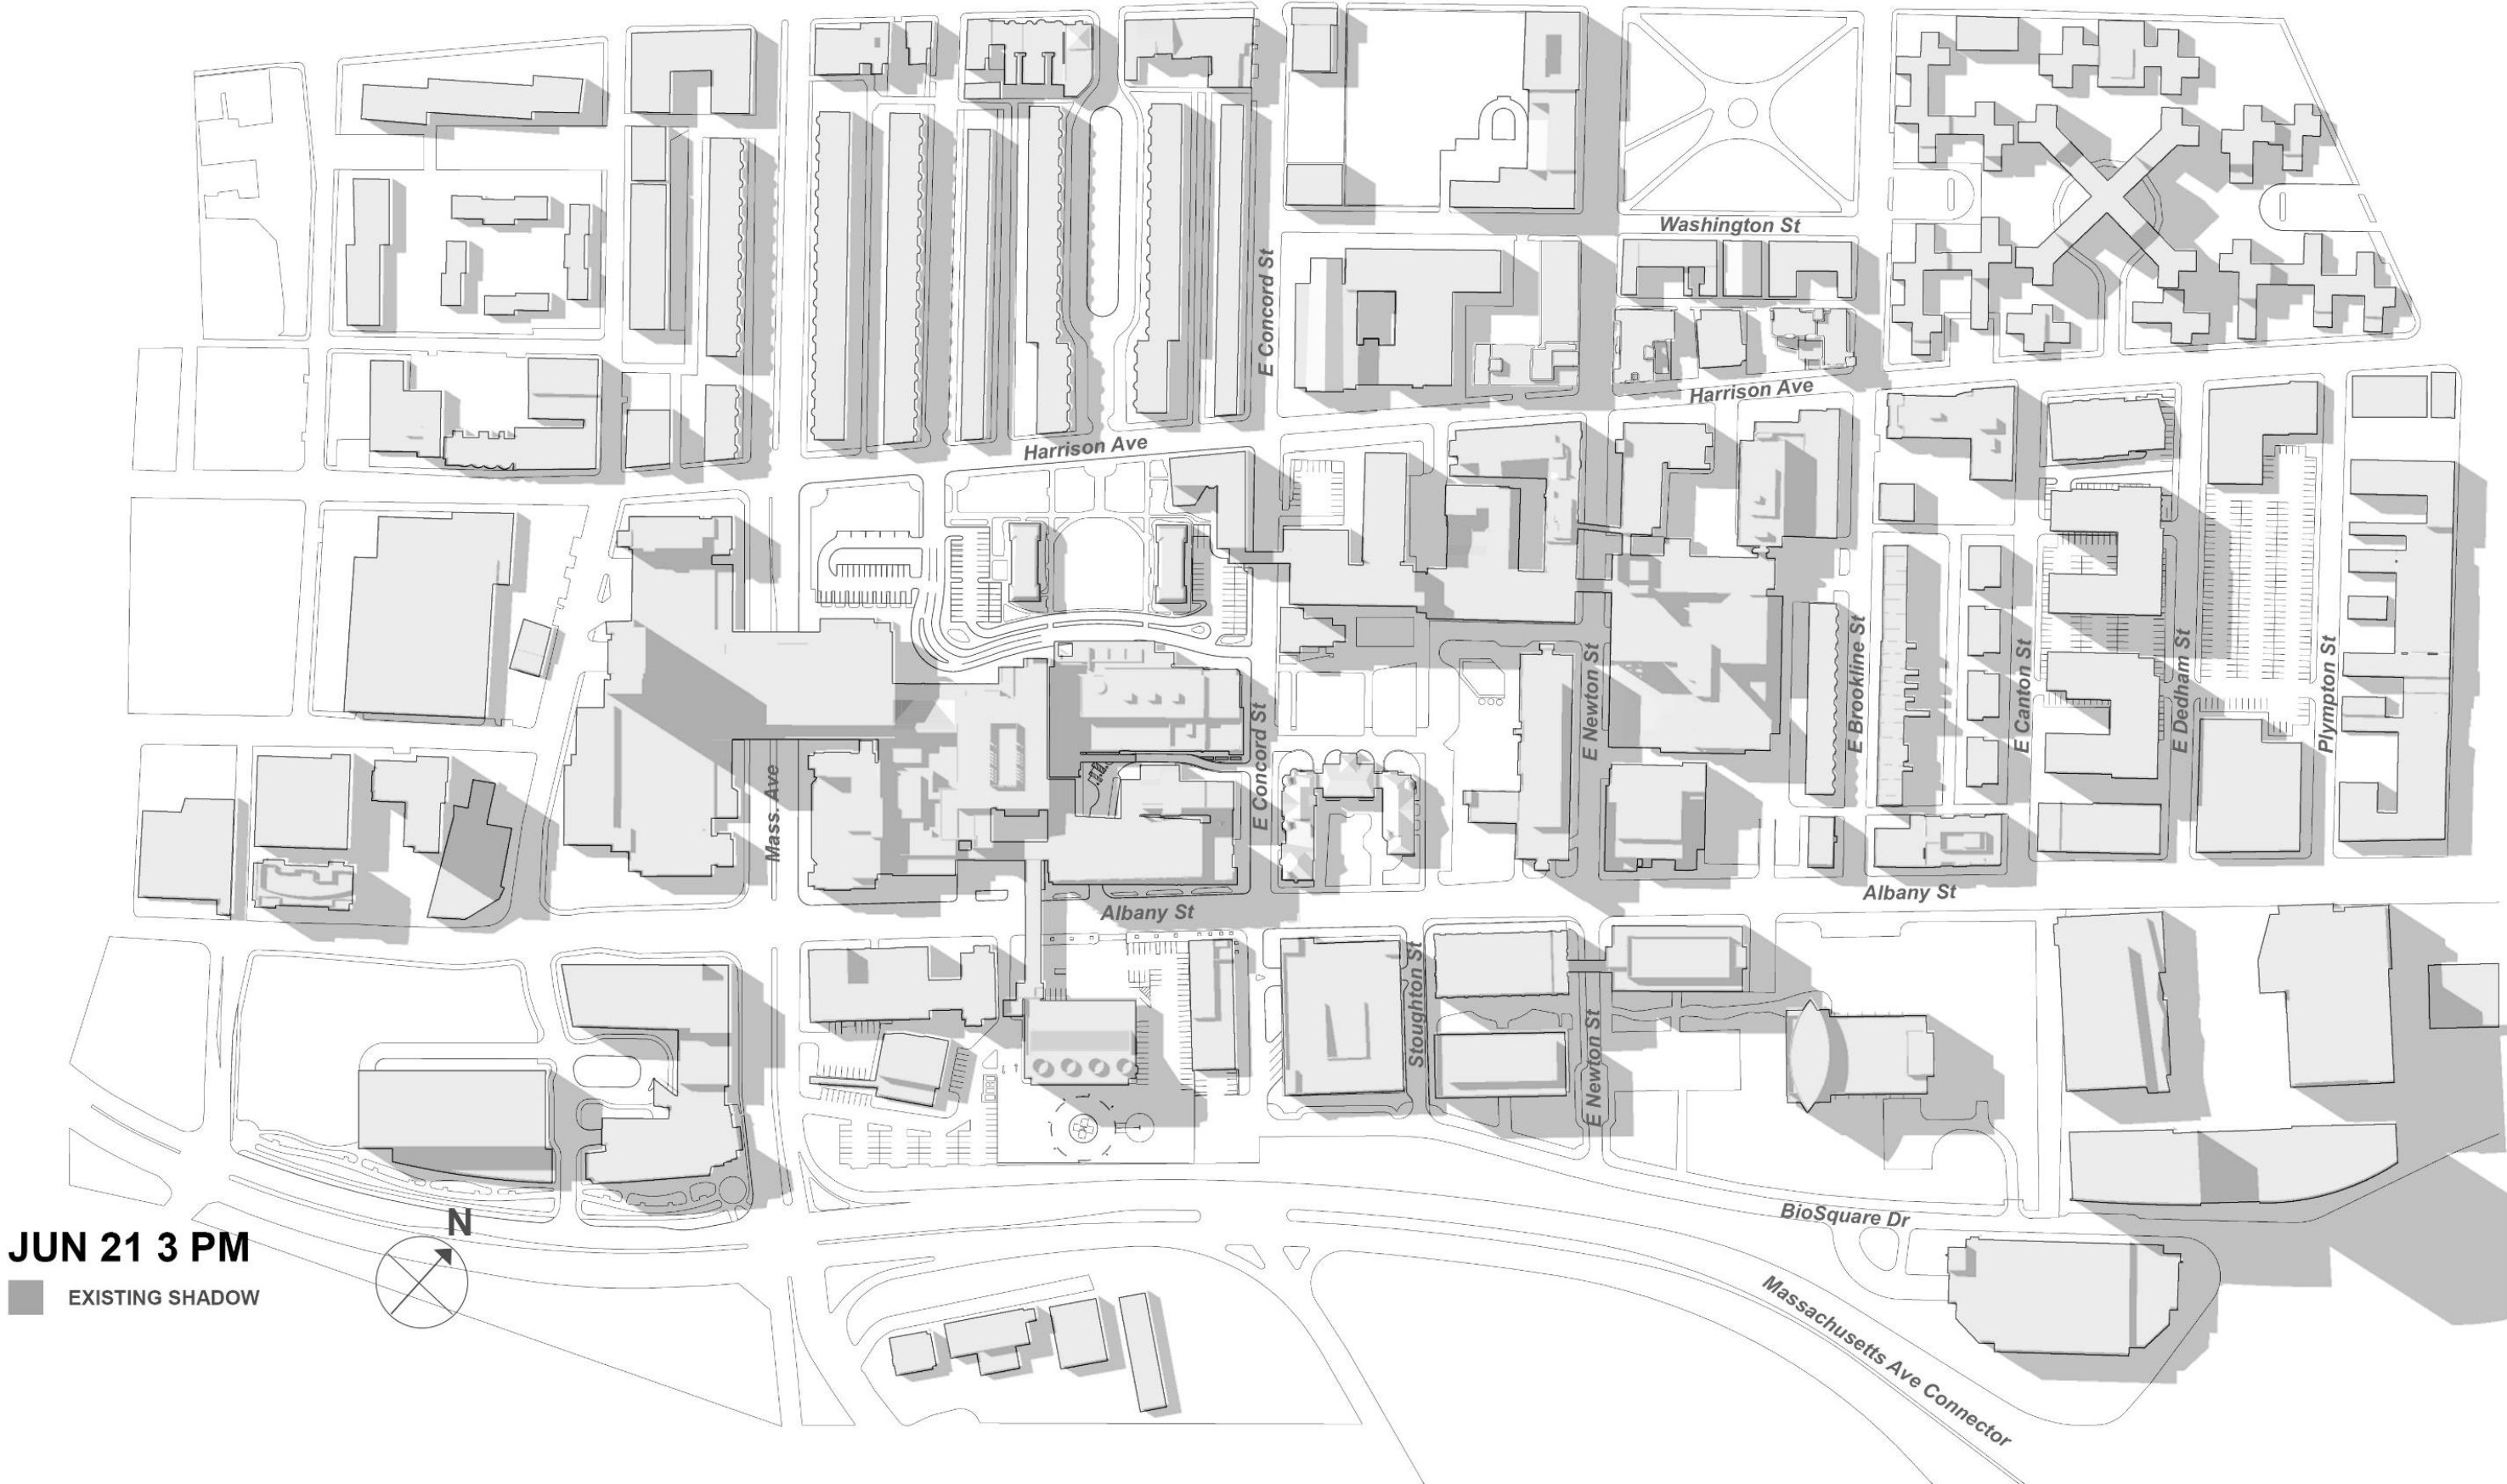 Washington St
E Concord St
Harrison Ave
Harrison Ave
E Newton St
E Brookline St
E Canton St
E Dedham St
Plympton St
E Concord St
Mass. Ave
Albany St
Albany St
Stoughton St
E Newton St
BioSquare Dr
N
JUN 21 3 PM
EXISTING SHADOW
Massachusetts Ave Connector